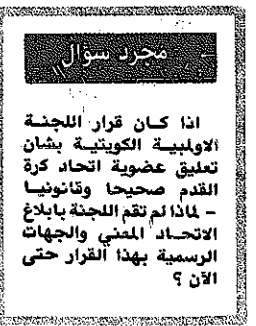 مجرد سؤال
اذا كان قرار اللجنة
الاولمبية الكويتية بشان
تعليق عضوية اتحاد كرة
القدم صحيحا وقانونيا
- لماذا لم تقم اللجنة بابلاغ
الاتحاد المعني والجهات
الرسمية بهذا القرار حتى
الآن ؟